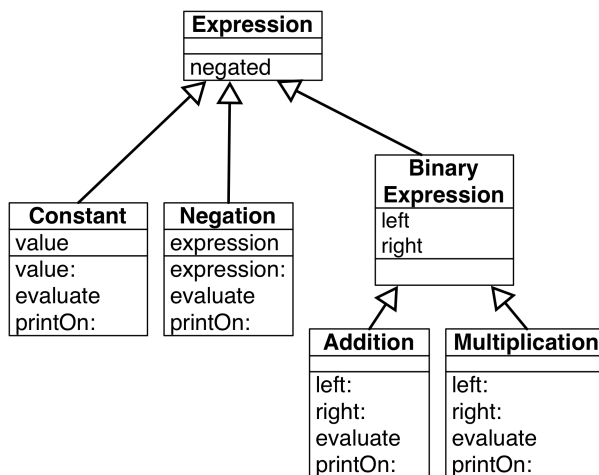 Expression
negated
Constant
value
value:
evaluate
printOn:
Negation
expression
expression:
evaluate
printOn:
Binary
Expression
left
right
Addition
left:
right:
evaluate
printOn:
Multiplication
left:
right:
evaluate
printOn: